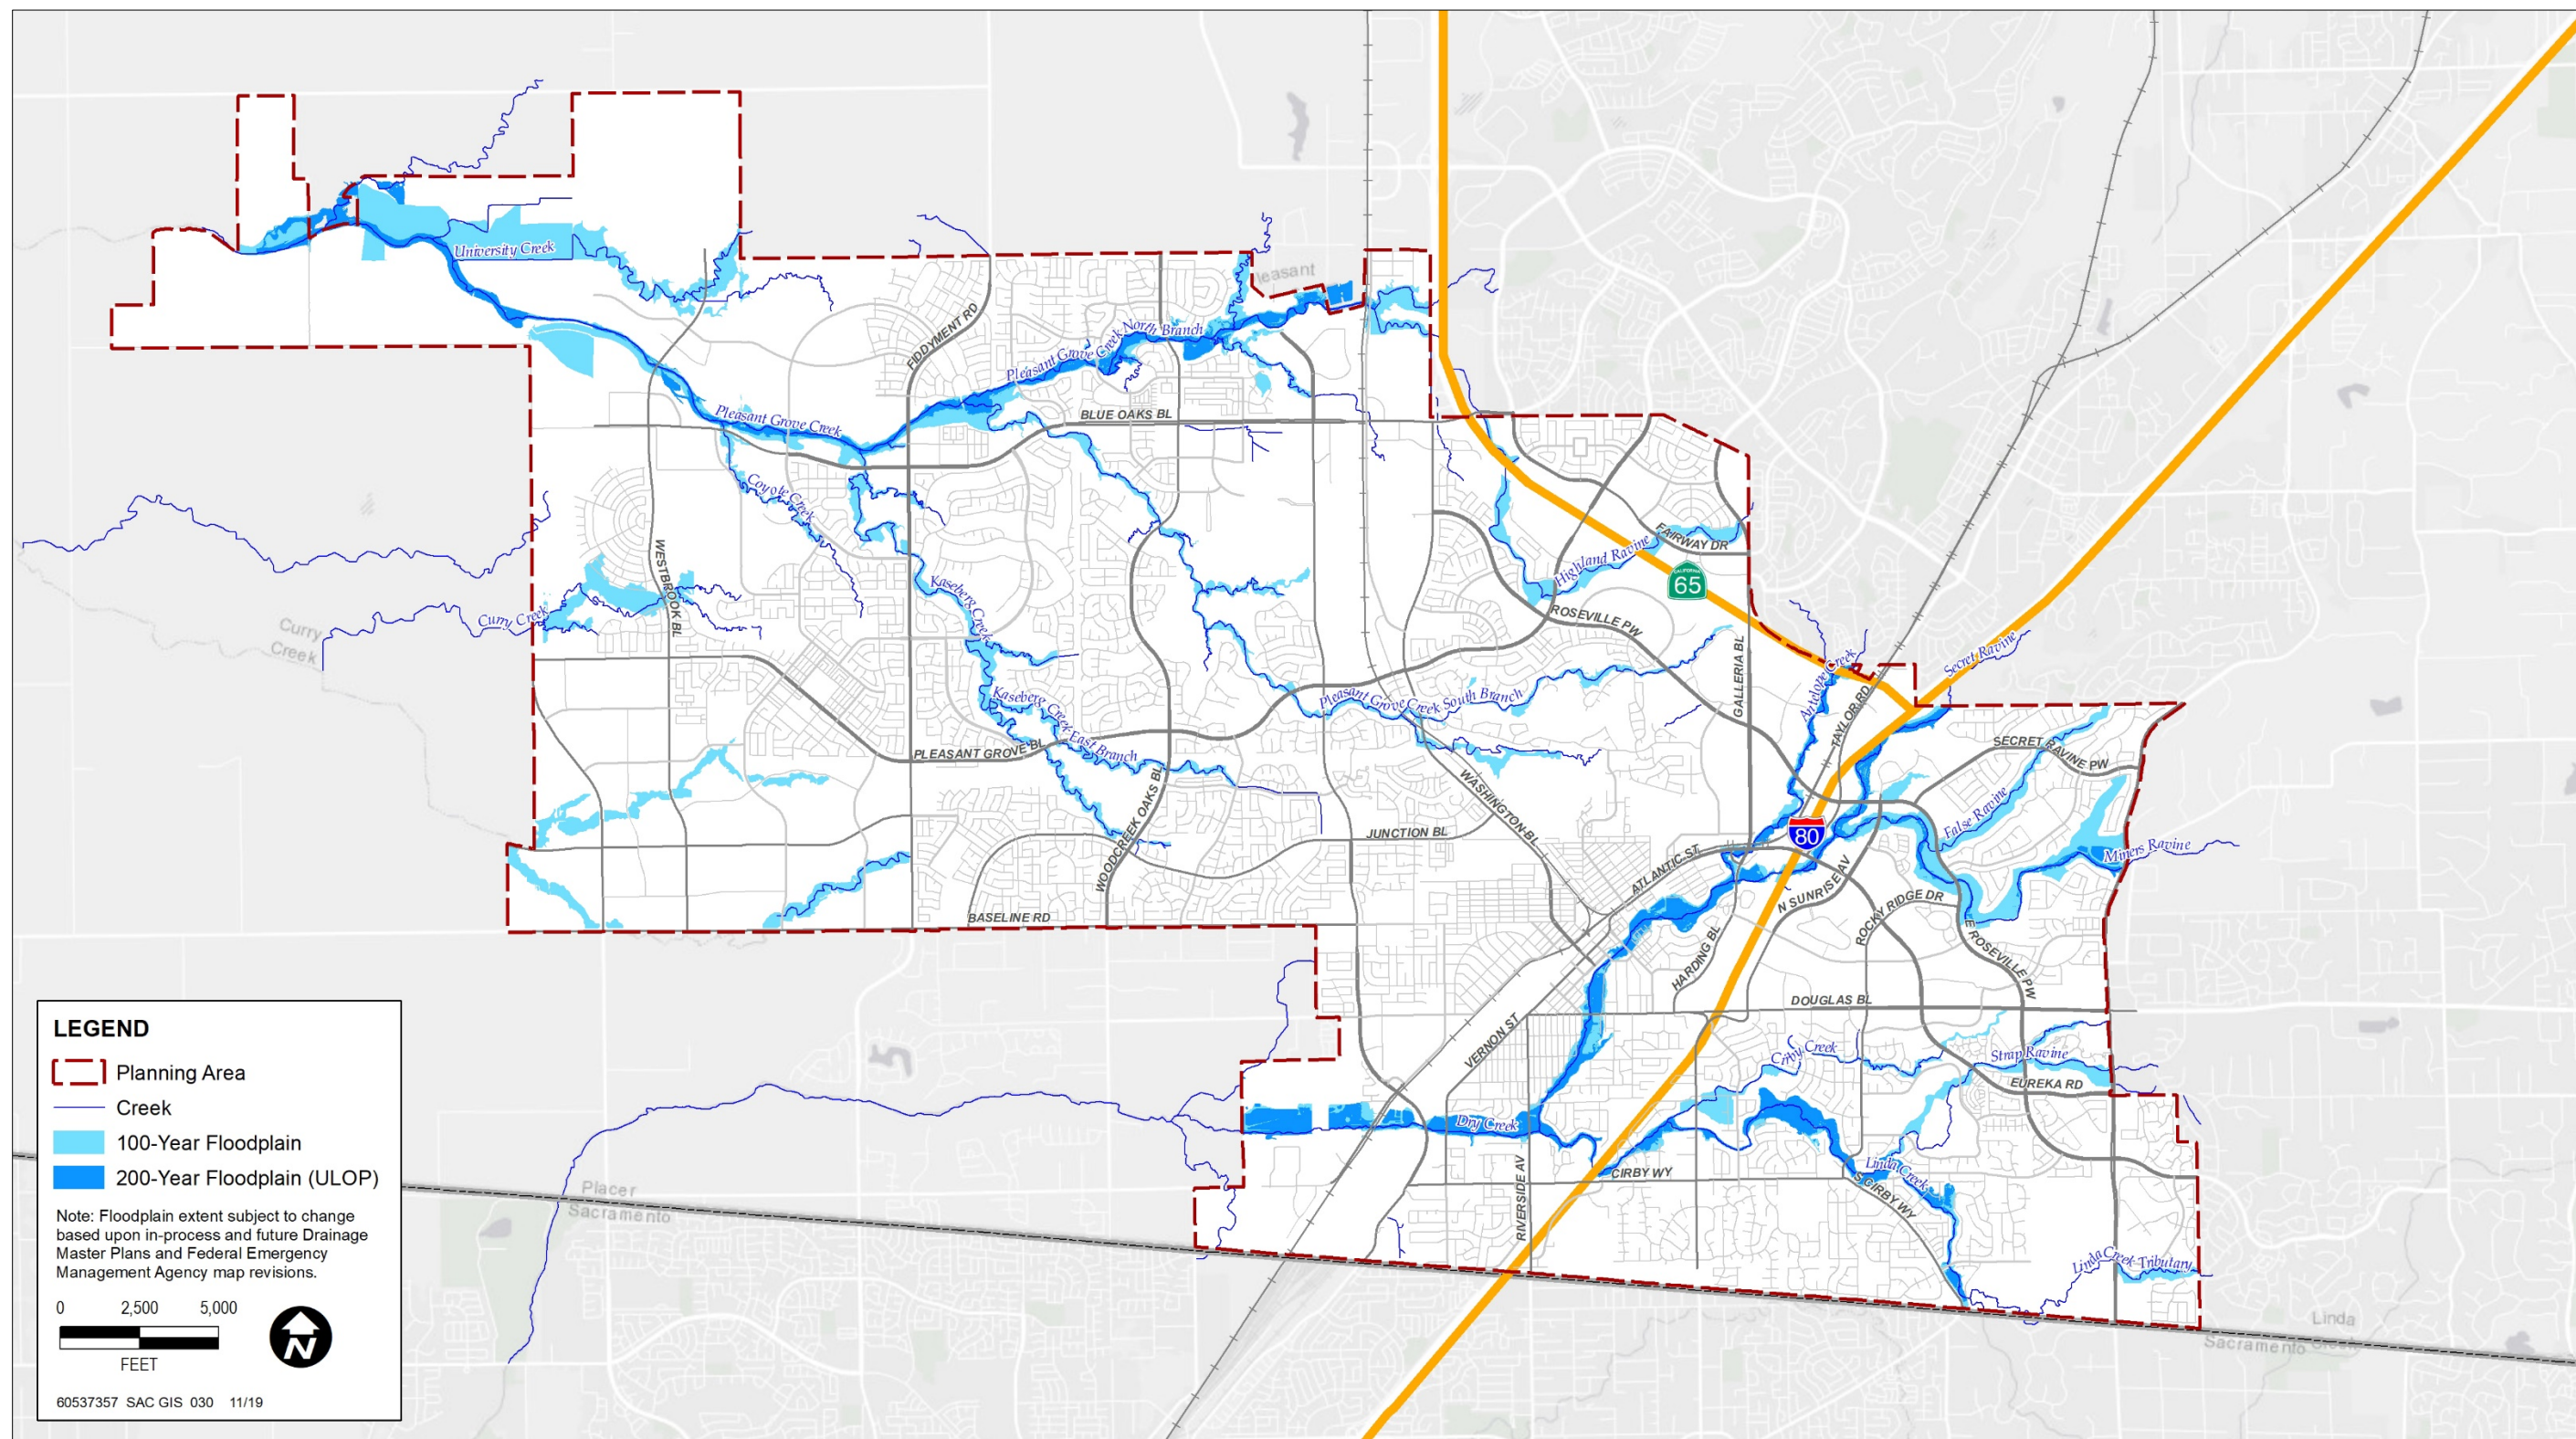 University Creek
Pleasant
FIDDYMENT RD
Pleasant Grove Creek North Branch
BLUE OAKS BL
Pleasant Grove Creek
Coyote Creek
FAIRWAY DR
Highland Ravine
CALIFORNIA
65
WESTBROOK BL
Kaseberg Creek
Curry Creek
Curry
Creek
ROSEVILLE PW
GALLERIA BL
Secret Ravine
Antelope Creek
Kaseberg Creek East Branch
Pleasant Grove Creek South Branch
TAYLOR RD
PLEASANT GROVE BL
SECRET RAVINE PW
WASHINGTON BL
WOODCREEK OAKS BL
JUNCTION BL
80
False Ravine
Miners Ravine
ATLANTIC ST
N SUNRISE AV
ROCKY RIDGE DR
BASELINE RD
HARDING BL
E ROSEVILLE PW
DOUGLAS BL
VERNON ST
Cirby Creek
Strap Ravine
EUREKA RD
Dry Creek
CIRBY WY
Linda Creek
S CIRBY WY
RIVERSIDE AV
Placer
Sacramento
Linda Creek Tributary
Linda
Sacramento Creek
LEGEND
Planning Area
Creek
100-Year Floodplain
200-Year Floodplain (ULOP)
Note: Floodplain extent subject to change
based upon in-process and future Drainage
Master Plans and Federal Emergency
Management Agency map revisions.
0 2,500 5,000
FEET
N
60537357 SAC GIS 030 11/19